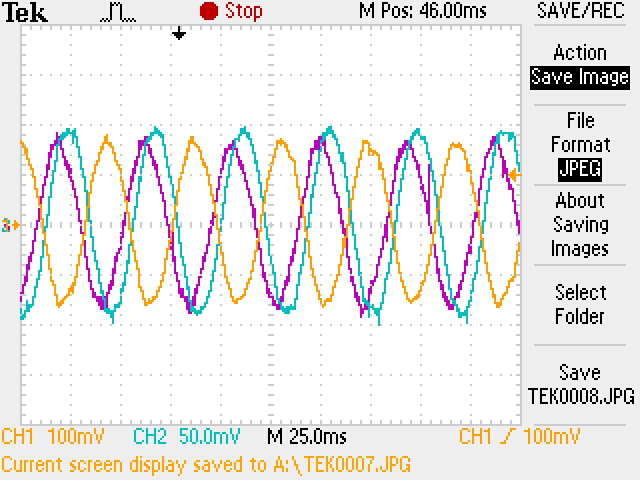 Tek Stop M Pos: 46.00ms SAVE/REC
Action
Save Image
File
Format
JPEG
About
Saving
Images
Select
Folder
Save
TEK0008.JPG
CH1 100mV CH2 50.0mV M 25.0ms CH1 100mV
Current screen display saved to A:\TEK0007.JPG